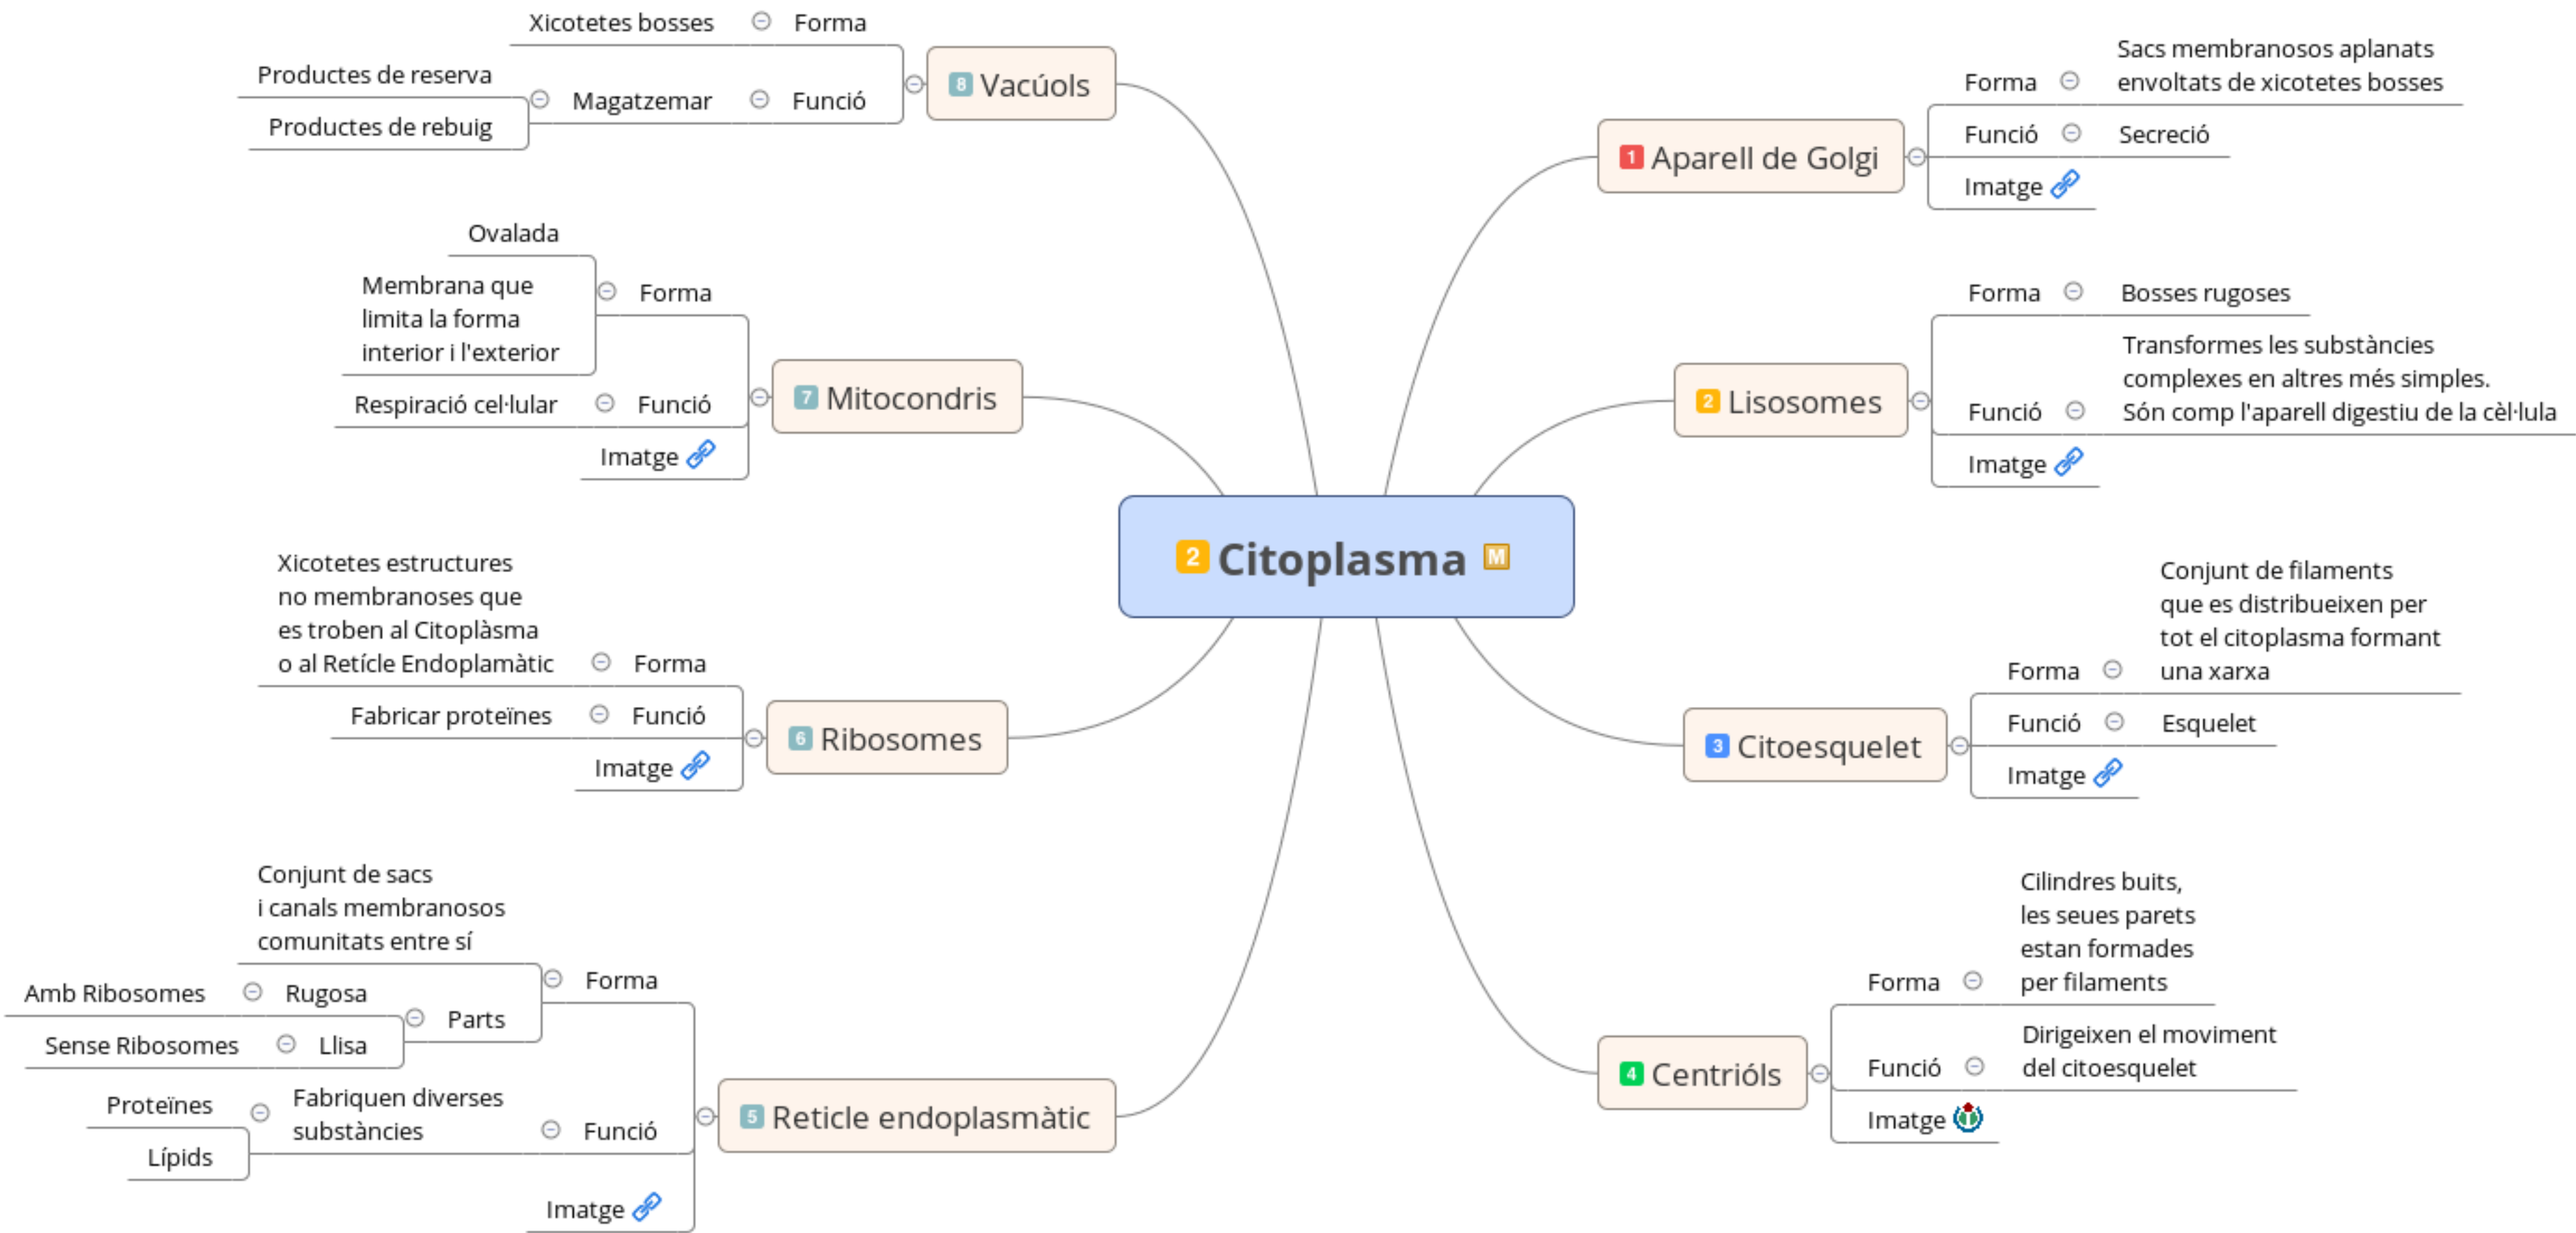 2 Citoplasma M
1 Aparell de Golgi
Forma
Sacs membranosos aplanats
envoltats de xicotetes bosses
Funció
Secreció
Imatge
2 Lisosomes
Forma
Bosses rugoses
Funció
Transformes les substàncies
complexes en altres més simples.
Són comp l'aparell digestiu de la cèl·lula
Imatge
3 Citoesquelet
Forma
Conjunt de filaments
que es distribueixen per
tot el citoplasma formant
una xarxa
Funció
Esquelet
Imatge
4 Centrióls
Forma
Cilindres buits,
les seues parets
estan formades
per filaments
Funció
Dirigeixen el moviment
del citoesquelet
Imatge
5 Reticle endoplasmàtic
Forma
Conjunt de sacs
i canals membranosos
comunitats entre sí
Parts
Rugosa
Amb Ribosomes
Llisa
Sense Ribosomes
Funció
Fabriquen diverses
substàncies
Proteïnes
Lípids
Imatge
6 Ribosomes
Forma
Xicotetes estructures
no membranoses que
es troben al Citoplàsma
o al Retícle Endoplamàtic
Funció
Fabricar proteïnes
Imatge
7 Mitocondris
Forma
Ovalada
Membrana que
limita la forma
interior i l'exterior
Funció
Respiració cel·lular
Imatge
8 Vacúols
Forma
Xicotetes bosses
Funció
Magatzemar
Productes de reserva
Productes de rebuig